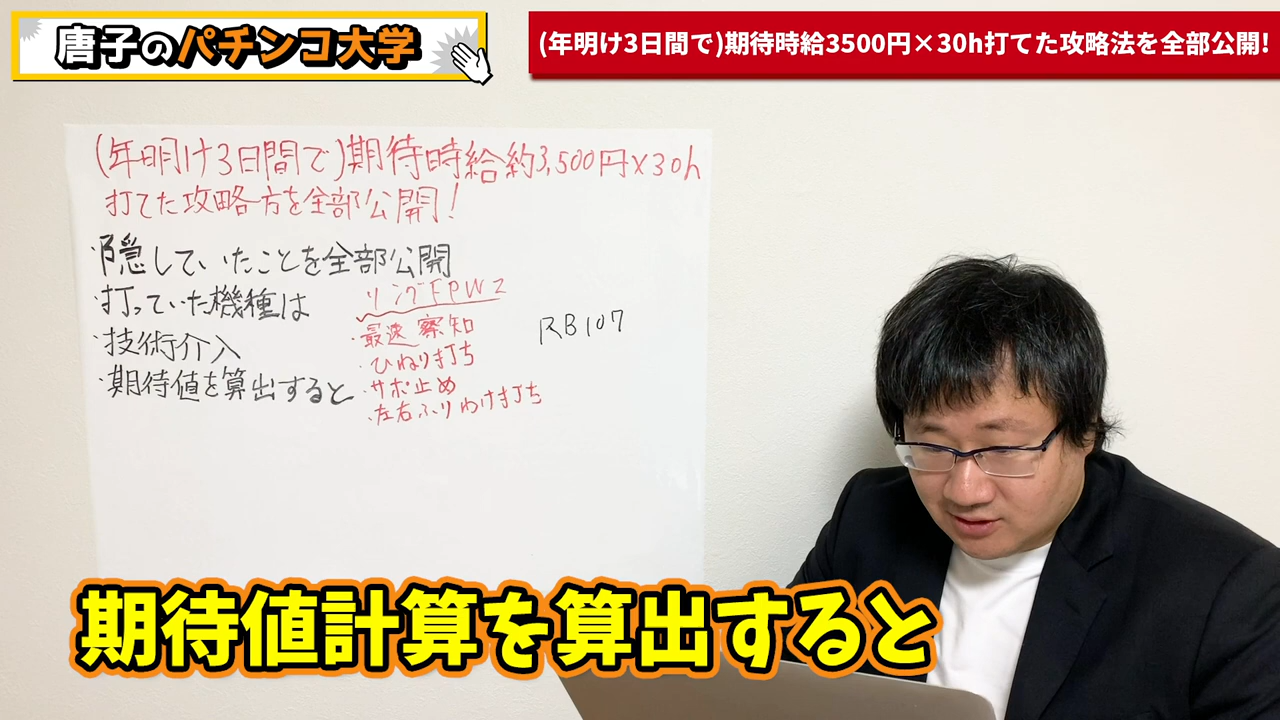 唐子のパチンコ大学
(年明け3日間で)期待時給3500円×30h打てた攻略法を全部公開!
(年明け3日間で)期待時給約3,500円×30h
打てた攻略方を全部公開!
・隠していたことを全部公開
・打っていた機種は
リングFPW2
・技術介入
・最速察知
・ひねり打ち
・サポ止め
・左右ふりわけ打ち
RB107
・期待値を算出すると
期待値計算を算出すると